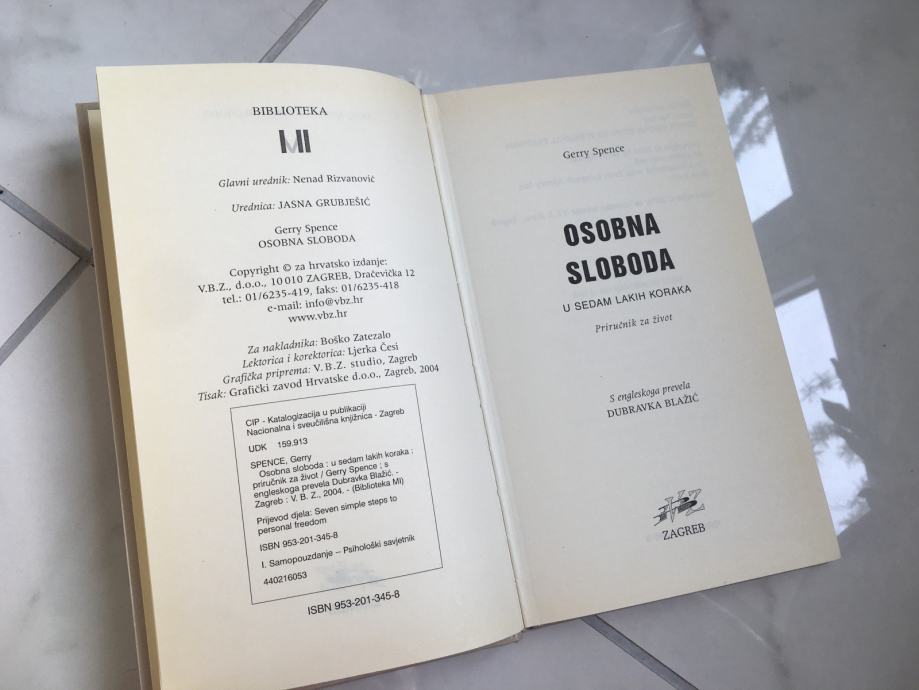 BIBLIOTEKA
MI
Glavni urednik: Nenad Rizvanović
Urednica: JASNA GRUBJEŠIĆ
Gerry Spence
OSOBNA SLOBODA
Copyright © za hrvatsko izdanje:
V.B.Z., d.o.o., 10 010 ZAGREB, Dračevička 12
tel.: 01/6235-419, faks: 01/6235-418
e-mail: info@vbz.hr
www.vbz.hr
Za nakladnika: Boško Zatezalo
Lektorica i korektorica: Ljerka Česi
Grafička priprema: V.B.Z. studio, Zagreb
Tisak: Grafički zavod Hrvatske d.o.o., Zagreb, 2004
CIP - Katalogizacija u publikaciji
Nacionalna i sveučilišna knjižnica - Zagreb
UDK 159.913
SPENCE, Gerry
Osobna sloboda : u sedam lakih koraka :
priručnik za život / Gerry Spence ; s
engleskoga prevela Dubravka Blažić. -
Zagreb : V. B. Z., 2004. - (Biblioteka MI)
Prijevod djela: Seven simple steps to
personal freedom
ISBN 953-201-345-8
I. Samopouzdanje – Psihološki savjetnik
440216053
ISBN 953-201-345-8
Gerry Spence
OSOBNA
SLOBODA
U SEDAM LAKIH KORAKA
Priručnik za život
S engleskoga prevela
DUBRAVKA BLAŽIĆ
VBZ
ZAGREB